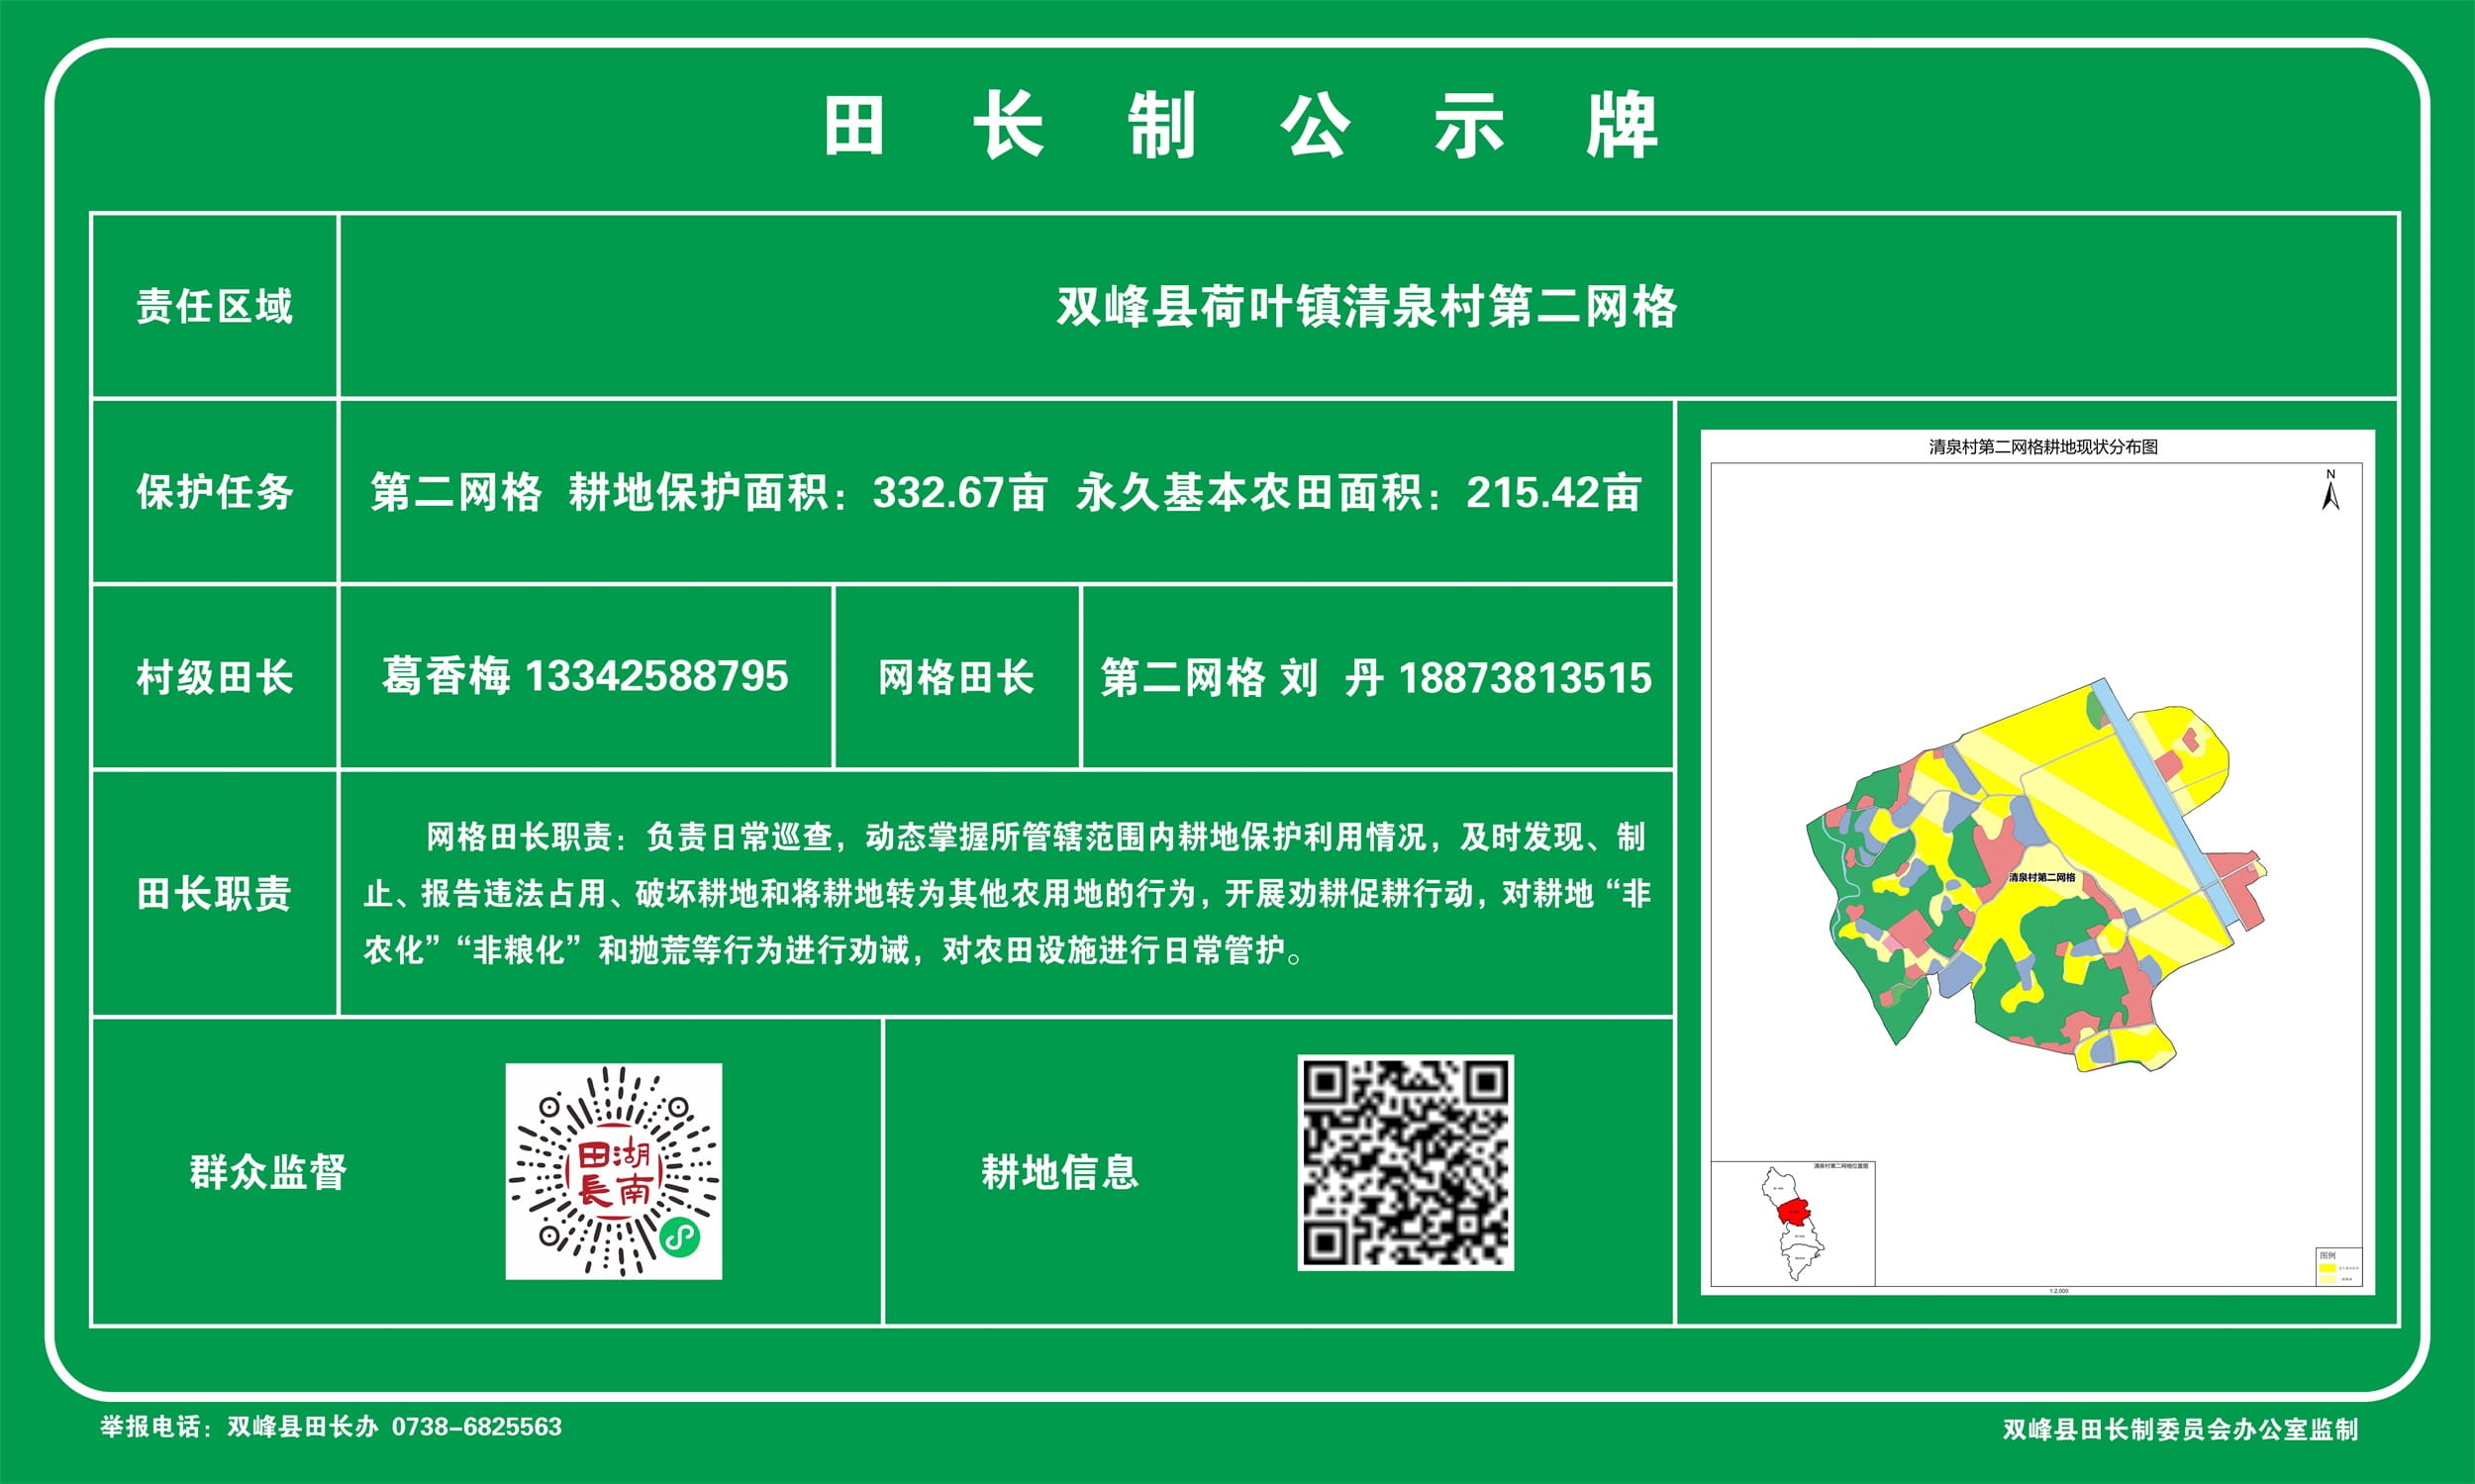 田长制公示牌
责任区域
双峰县荷叶镇清泉村第二网格
保护任务
第二网格 耕地保护面积：332.67亩 永久基本农田面积：215.42亩
村级田长
葛香梅 13342588795
网格田长
第二网格 刘 丹 18873813515
田长职责
网格田长职责：负责日常巡查，动态掌握所管辖范围内耕地保护利用情况，及时发现、制
止、报告违法占用、破坏耕地和将耕地转为其他农用地的行为，开展劝耕促耕行动，对耕地“非
农化”“非粮化”和抛荒等行为进行劝诫，对农田设施进行日常管护。
群众监督
湖南田長
耕地信息
清泉村第二网格耕地现状分布图
N
清泉村第二网格
清泉村第二网格位置图
图例
1:2,000
举报电话：双峰县田长办 0738-6825563
双峰县田长制委员会办公室监制